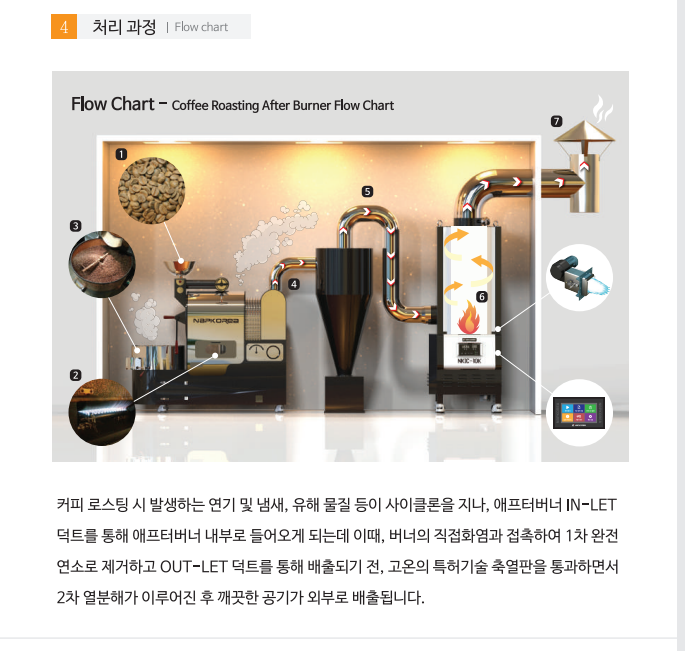 4 처리 과정 | Flow chart
Flow Chart - Coffee Roasting After Burner Flow Chart
7
1
5
3
4
6
NAPKOREA
NKIC-10K
2
커피 로스팅 시 발생하는 연기 및 냄새, 유해 물질 등이 사이클론을 지나, 애프터버너 IN-LET
덕트를 통해 애프터버너 내부로 들어오게 되는데 이때, 버너의 직접화염과 접촉하여 1차 완전
연소로 제거하고 OUT-LET 덕트를 통해 배출되기 전, 고온의 특허기술 축열판을 통과하면서
2차 열분해가 이루어진 후 깨끗한 공기가 외부로 배출됩니다.